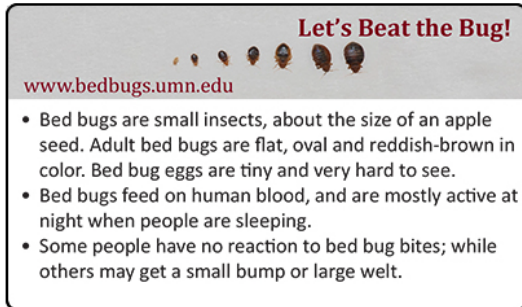 Let's Beat the Bug!
www.bedbugs.umn.edu
• Bed bugs are small insects, about the size of an apple
seed. Adult bed bugs are flat, oval and reddish-brown in
color. Bed bug eggs are tiny and very hard to see.
• Bed bugs feed on human blood, and are mostly active at
night when people are sleeping.
• Some people have no reaction to bed bug bites; while
others may get a small bump or large welt.